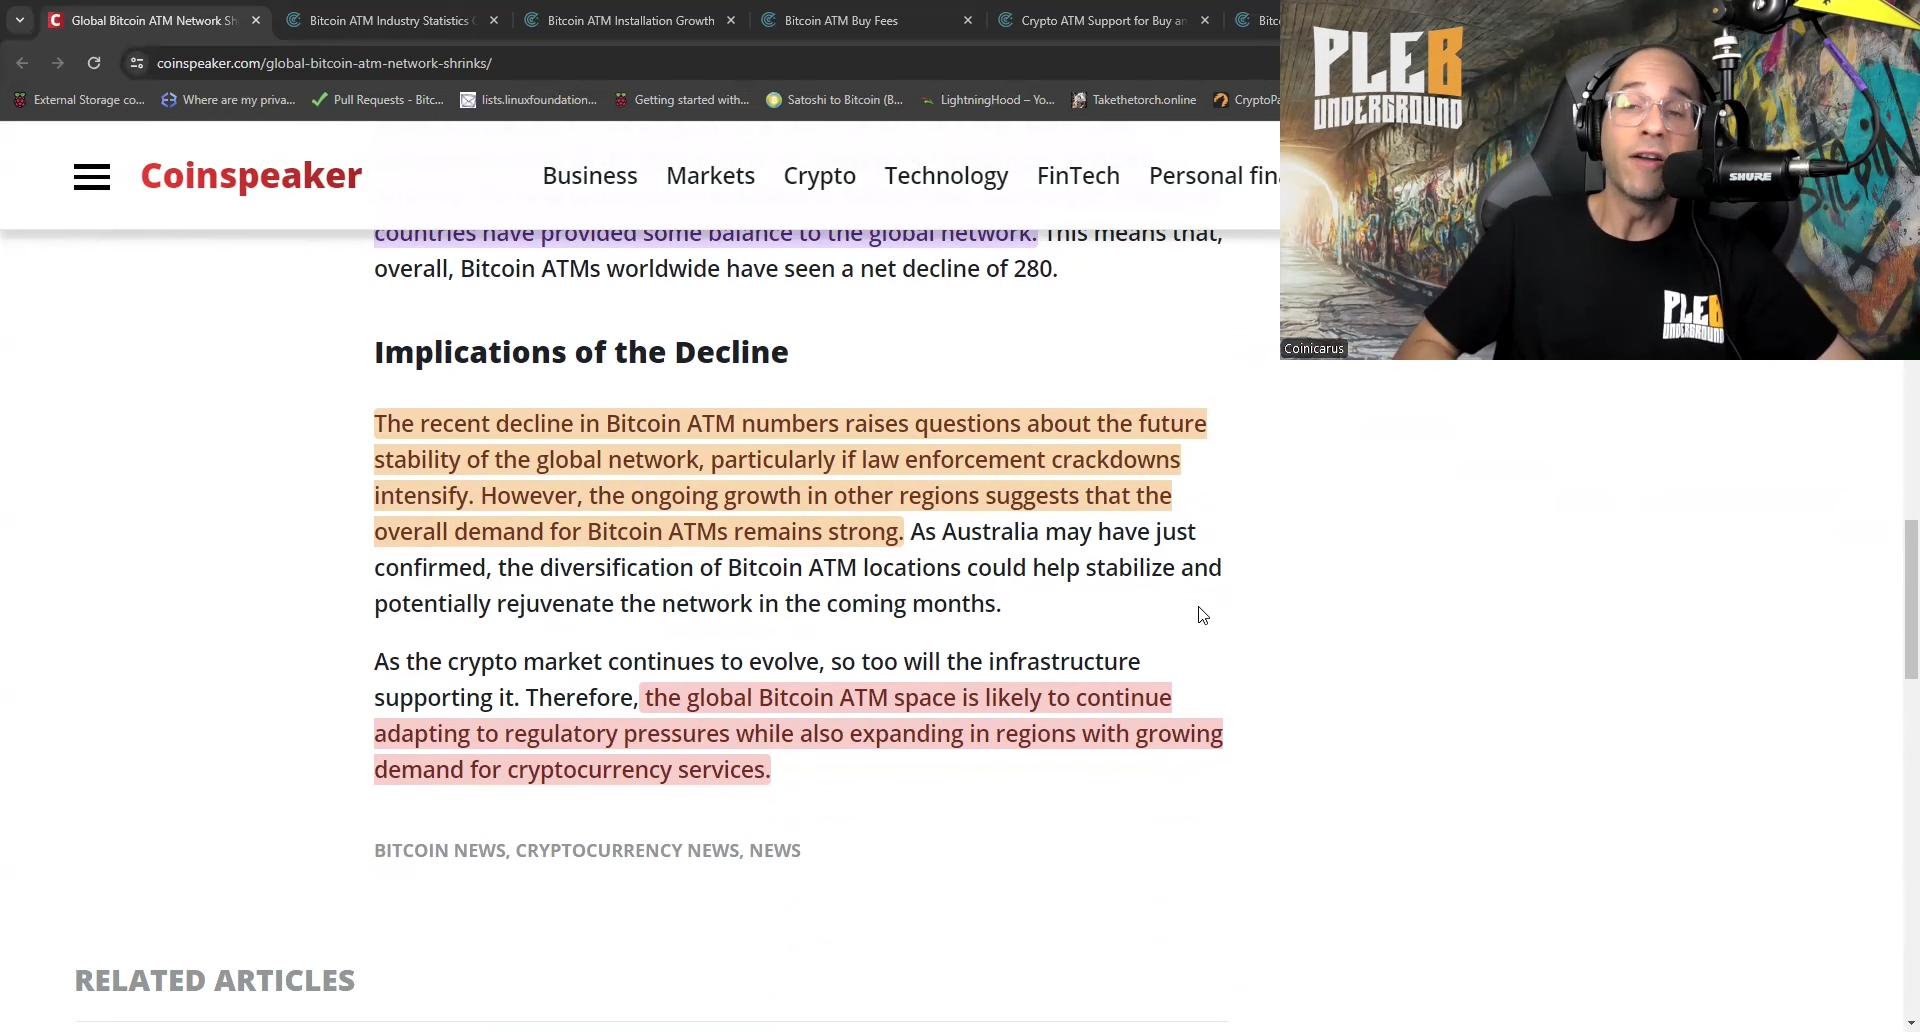 Global Bitcoin ATM Network Sh
Bitcoin ATM Industry Statistics
Bitcoin ATM Installation Growth
Bitcoin ATM Buy Fees
Crypto ATM Support for Buy an
Bitc
coinspeaker.com/global-bitcoin-atm-network-shrinks/
External Storage co...
Where are my priva...
Pull Requests - Bitc...
lists.linuxfoundation...
Getting started with...
Satoshi to Bitcoin (B...
LightningHood – Yo...
Takethetorch.online
CryptoPa
Coinspeaker
Business
Markets
Crypto
Technology
FinTech
Personal fina
countries have provided some balance to the global network. This means that,
overall, Bitcoin ATMs worldwide have seen a net decline of 280.
Implications of the Decline
The recent decline in Bitcoin ATM numbers raises questions about the future
stability of the global network, particularly if law enforcement crackdowns
intensify. However, the ongoing growth in other regions suggests that the
overall demand for Bitcoin ATMs remains strong. As Australia may have just
confirmed, the diversification of Bitcoin ATM locations could help stabilize and
potentially rejuvenate the network in the coming months.
As the crypto market continues to evolve, so too will the infrastructure
supporting it. Therefore, the global Bitcoin ATM space is likely to continue
adapting to regulatory pressures while also expanding in regions with growing
demand for cryptocurrency services.
BITCOIN NEWS, CRYPTOCURRENCY NEWS, NEWS
RELATED ARTICLES
PLEB
UNDERGROUND
SHURE
PLEB
UNDERGROUND
Coinicarus